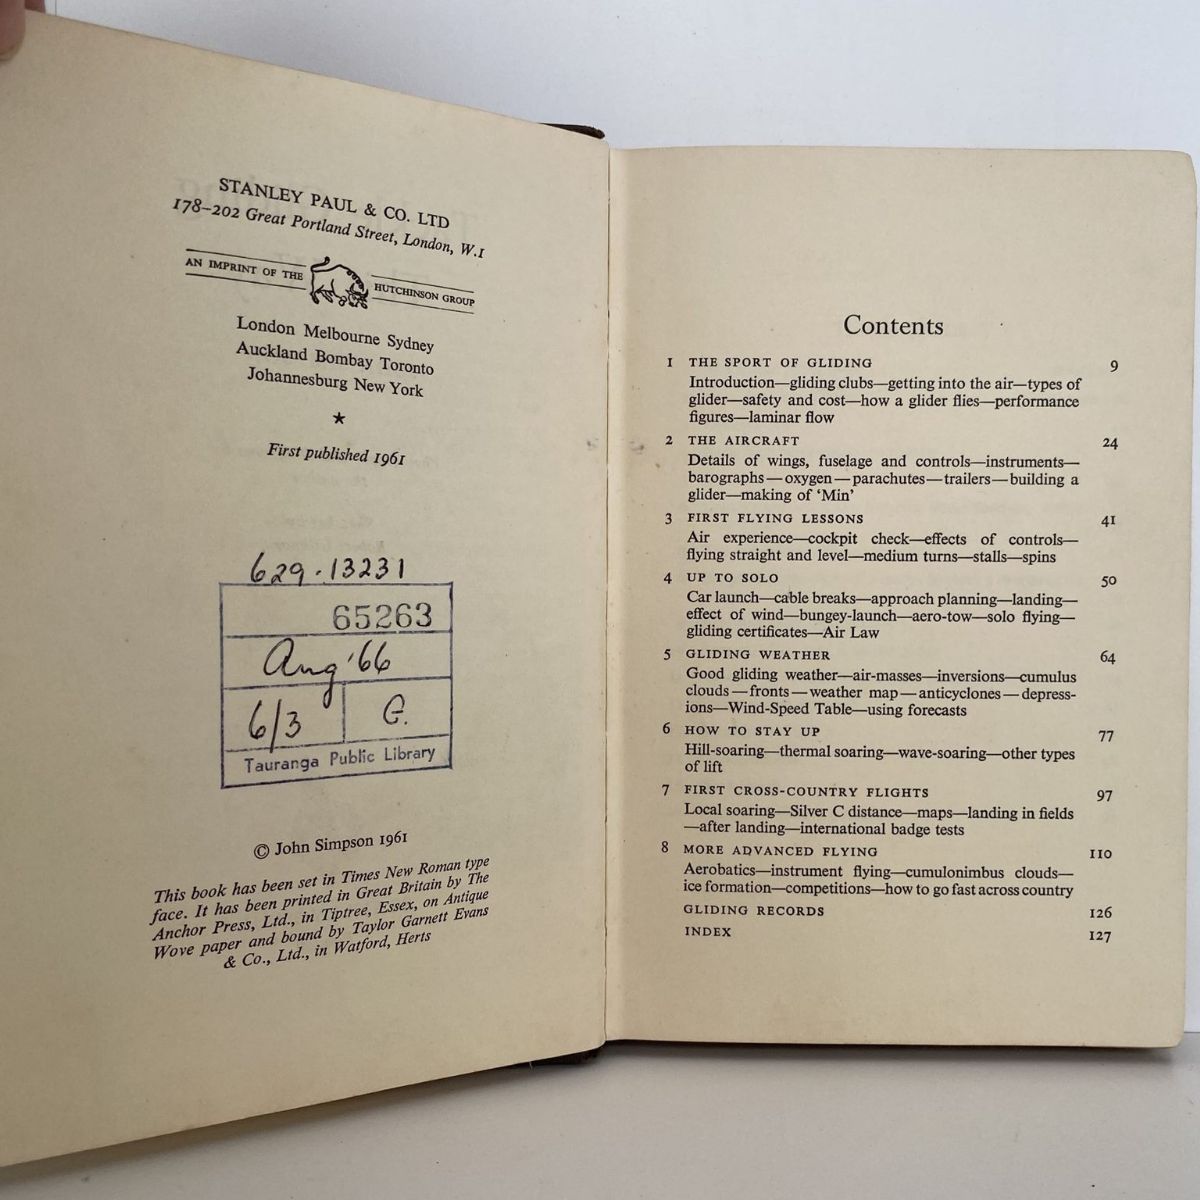 STANLEY PAUL & CO. LTD
178–202 Great Portland Street, London, W.1
AN IMPRINT OF THE HUTCHINSON GROUP
London Melbourne Sydney
Auckland Bombay Toronto
Johannesburg New York
★
First published 1961
629.13231
65263
Aug '66
6/3 G.
Tauranga Public Library
© John Simpson 1961
This book has been set in Times New Roman type
face. It has been printed in Great Britain by The
Anchor Press, Ltd., in Tiptree, Essex, on Antique
Wove paper and bound by Taylor Garnett Evans
& Co., Ltd., in Watford, Herts
Contents
1 THE SPORT OF GLIDING 9
Introduction—gliding clubs—getting into the air—types of
glider—safety and cost—how a glider flies—performance
figures—laminar flow
2 THE AIRCRAFT 24
Details of wings, fuselage and controls—instruments—
barographs—oxygen—parachutes—trailers—building a
glider—making of 'Min'
3 FIRST FLYING LESSONS 41
Air experience—cockpit check—effects of controls—
flying straight and level—medium turns—stalls—spins
4 UP TO SOLO 50
Car launch—cable breaks—approach planning—landing—
effect of wind—bungey-launch—aero-tow—solo flying—
gliding certificates—Air Law
5 GLIDING WEATHER 64
Good gliding weather—air-masses—inversions—cumulus
clouds—fronts—weather map—anticyclones—depress-
ions—Wind-Speed Table—using forecasts
6 HOW TO STAY UP 77
Hill-soaring—thermal soaring—wave-soaring—other types
of lift
7 FIRST CROSS-COUNTRY FLIGHTS 97
Local soaring—Silver C distance—maps—landing in fields
—after landing—international badge tests
8 MORE ADVANCED FLYING 110
Aerobatics—instrument flying—cumulonimbus clouds—
ice formation—competitions—how to go fast across country
GLIDING RECORDS 126
INDEX 127